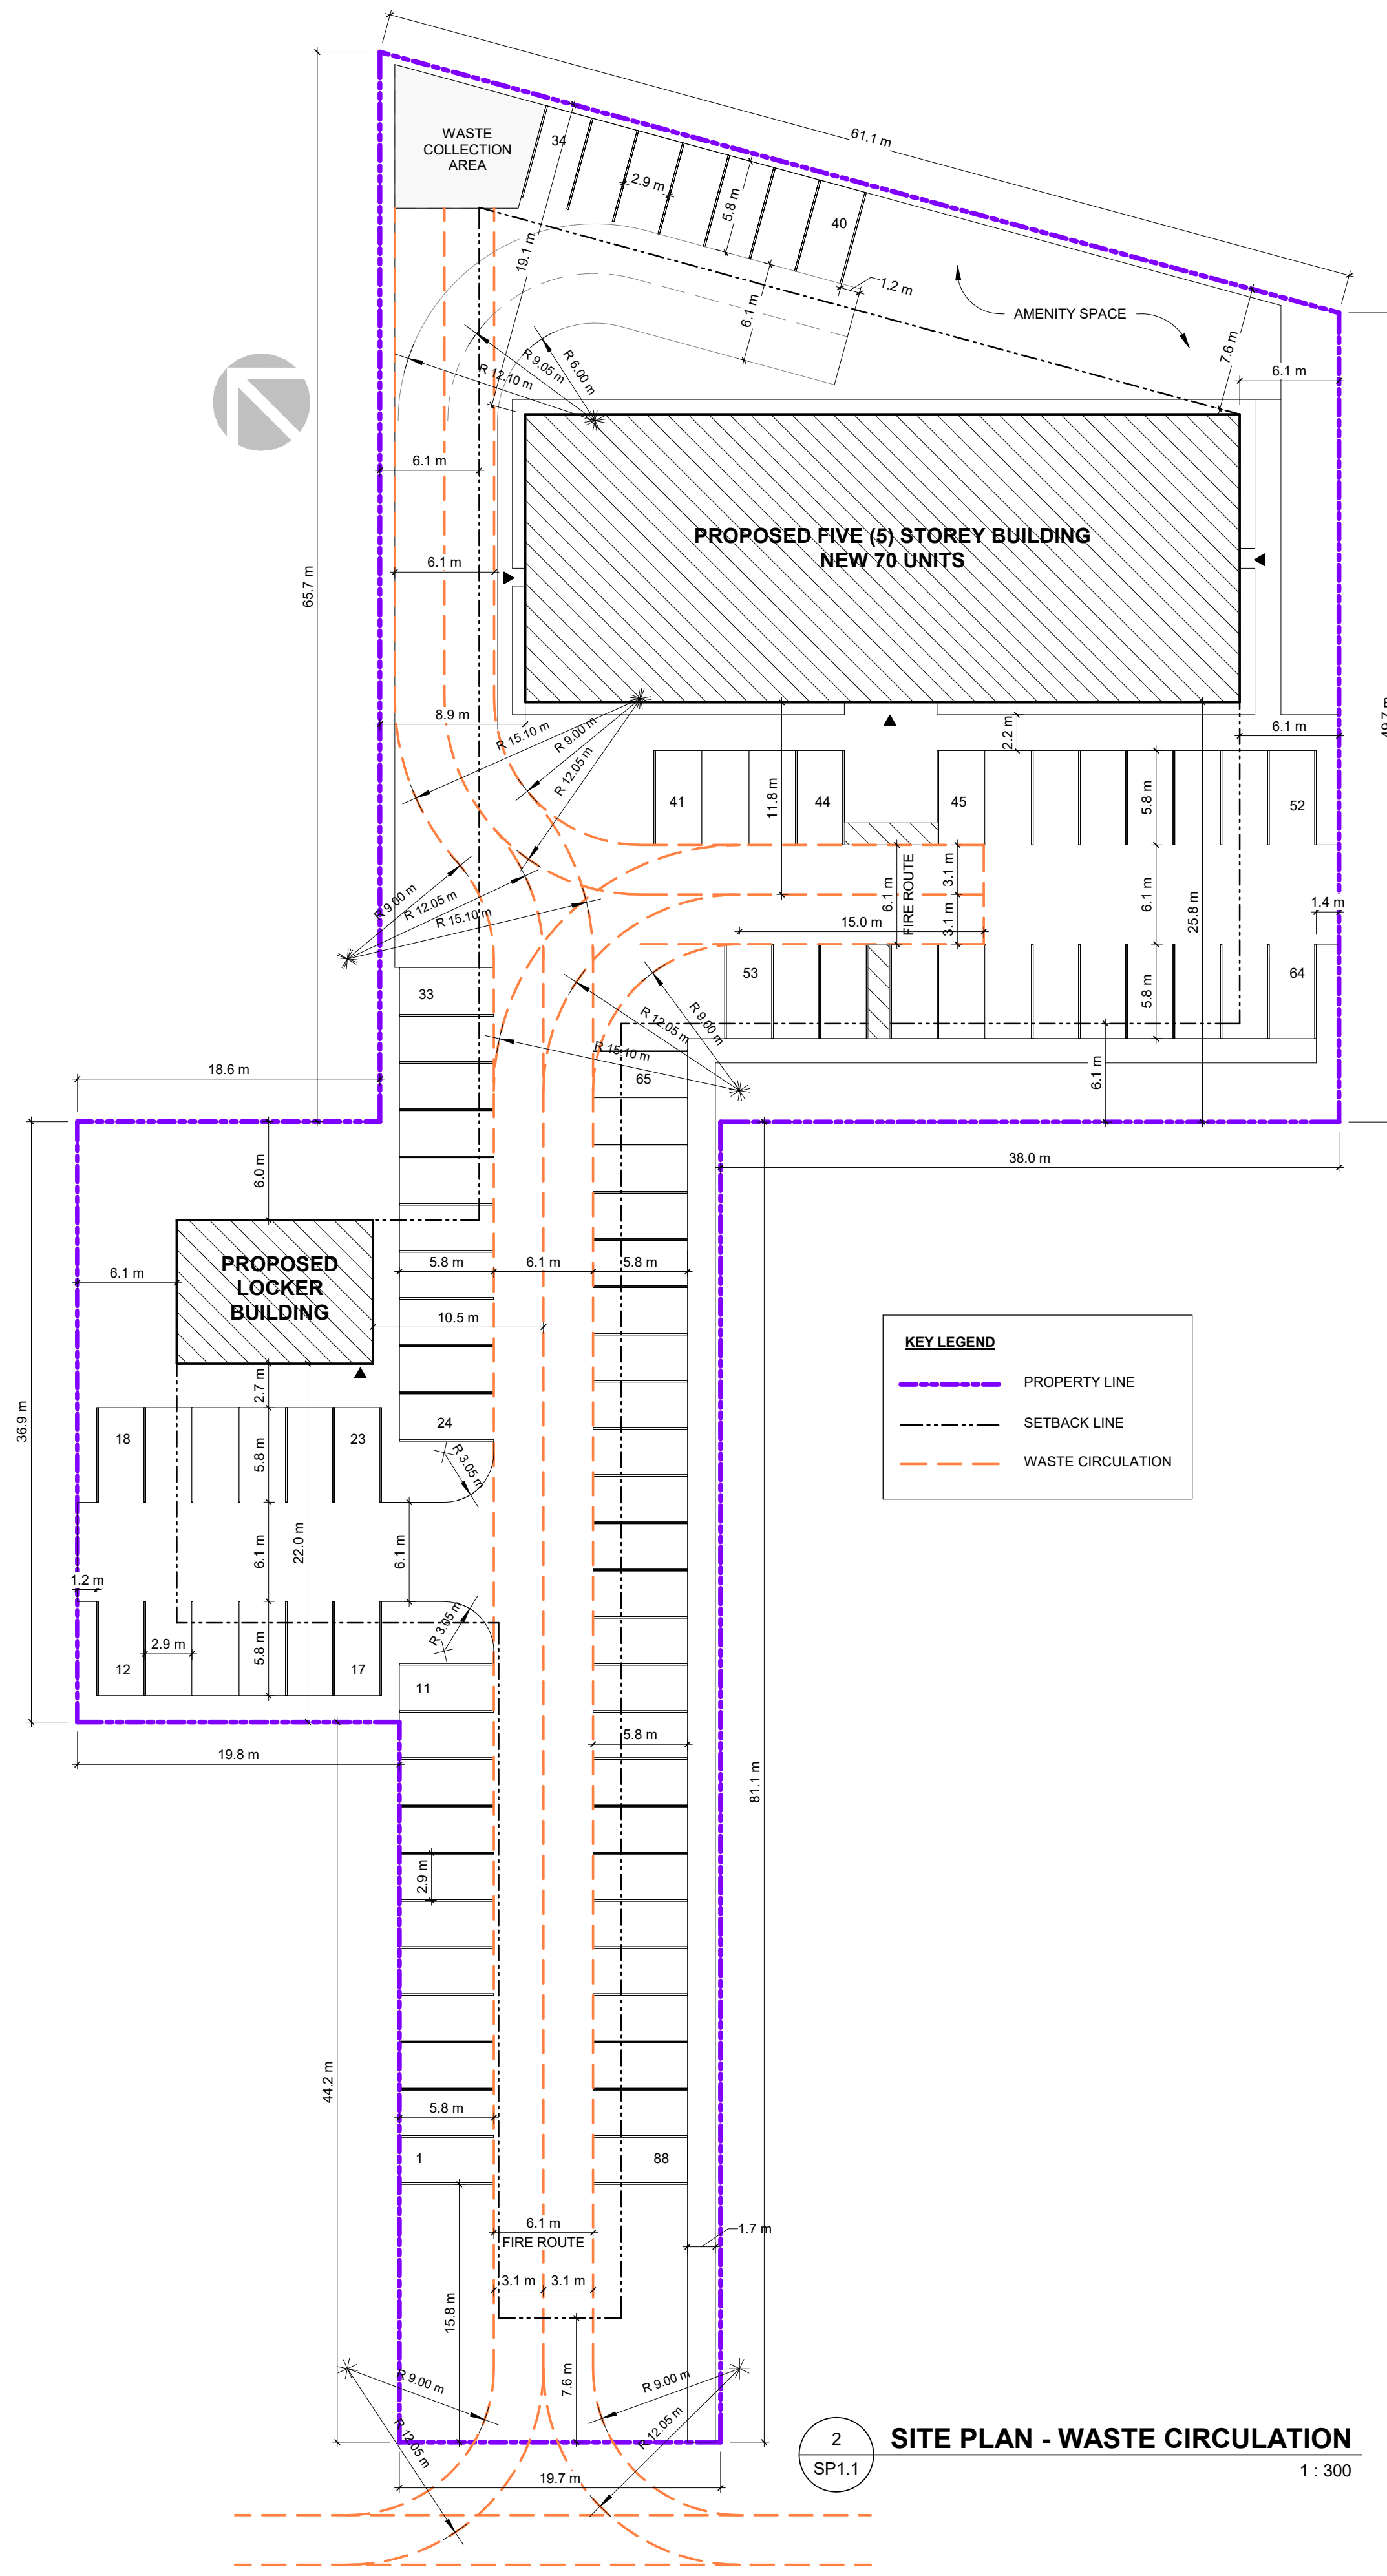 61.1 m
WASTE
COLLECTION
AREA
34
2.9 m
5.8 m
40
19.1 m
6.1 m
1.2 m
AMENITY SPACE
7.6 m
6.1 m
R 6.00 m
R 9.05 m
R 12.10 m
6.1 m
PROPOSED FIVE (5) STOREY BUILDING
NEW 70 UNITS
6.1 m
65.7 m
49.7 m
8.9 m
R 15.10 m
R 9.00 m
R 12.05 m
2.2 m
6.1 m
41
11.8 m
44
45
5.8 m
52
6.1 m
FIRE ROUTE
3.1 m
3.1 m
6.1 m
25.8 m
1.4 m
R 9.00 m
R 12.05 m
R 15.10 m
15.0 m
33
53
5.8 m
64
R 9.00 m
R 12.05 m
R 15.10 m
65
6.1 m
18.6 m
38.0 m
6.0 m
6.1 m
PROPOSED
LOCKER
BUILDING
5.8 m
6.1 m
5.8 m
10.5 m
KEY LEGEND
PROPERTY LINE
SETBACK LINE
WASTE CIRCULATION
2.7 m
36.9 m
18
23
24
5.8 m
R 3.05 m
6.1 m
22.0 m
6.1 m
1.2 m
R 3.05 m
2.9 m
5.8 m
12
17
11
5.8 m
19.8 m
81.1 m
2.9 m
44.2 m
5.8 m
1
88
6.1 m
FIRE ROUTE
1.7 m
3.1 m
3.1 m
15.8 m
7.6 m
R 9.00 m
R 9.00 m
R 12.05 m
R 12.05 m
19.7 m
2
SP1.1
SITE PLAN - WASTE CIRCULATION
1 : 300